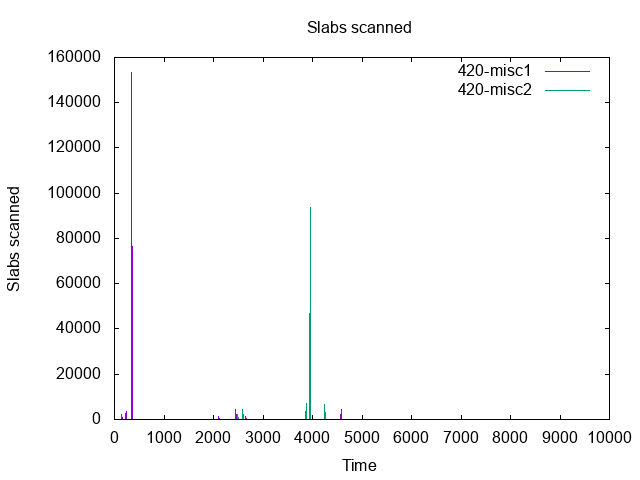 Slabs scanned
160000
140000
120000
100000
80000
60000
40000
20000
0
Slabs scanned
420-misc1
420-misc2
0 1000 2000 3000 4000 5000 6000 7000 8000 9000 10000
Time